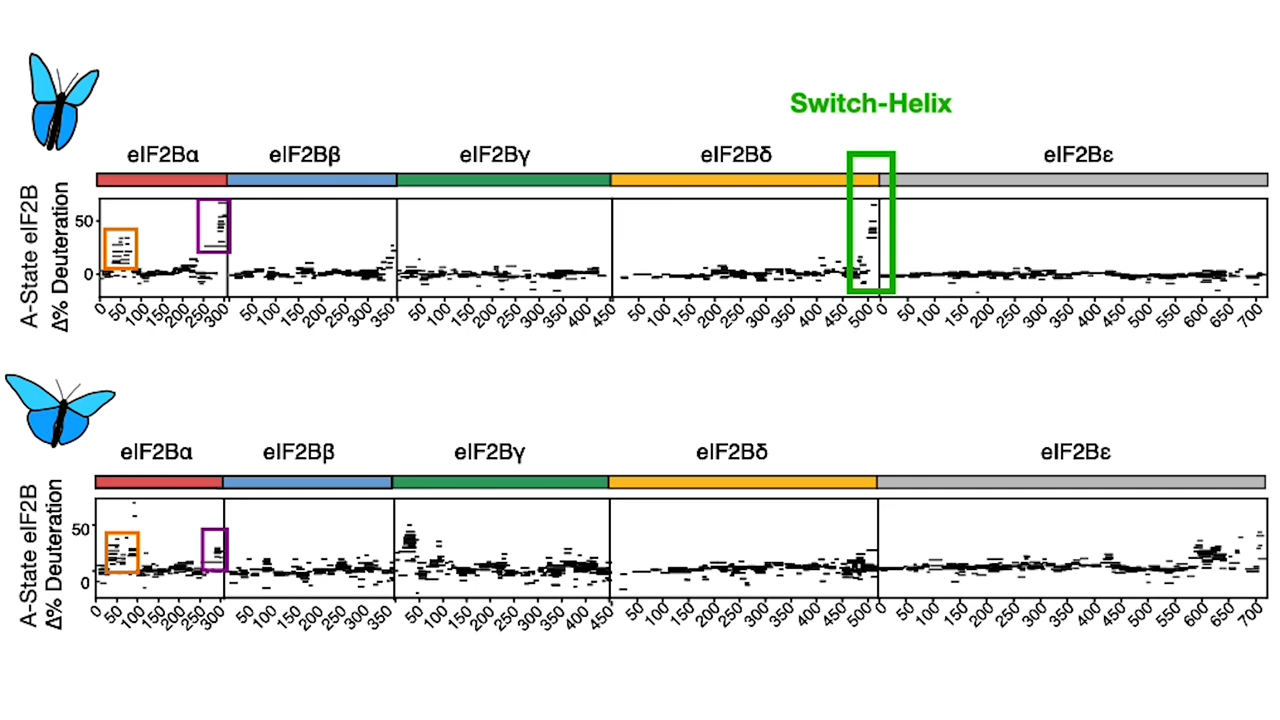 Switch-Helix
eIF2Bα eIF2Bβ eIF2Bγ eIF2Bδ eIF2Bε
A-State eIF2B
Δ% Deuteration
50
0
0 50 100 150 200 250 300 50 100 150 200 250 300 350 50 100 150 200 250 300 350 400 450 50 100 150 200 250 300 350 400 450 500 0 50 100 150 200 250 300 350 400 450 500 550 600 650 700
eIF2Bα eIF2Bβ eIF2Bγ eIF2Bδ eIF2Bε
A-State eIF2B
Δ% Deuteration
50
0
0 50 100 150 200 250 300 50 100 150 200 250 300 350 50 100 150 200 250 300 350 400 450 50 100 150 200 250 300 350 400 450 500 0 50 100 150 200 250 300 350 400 450 500 550 600 650 700